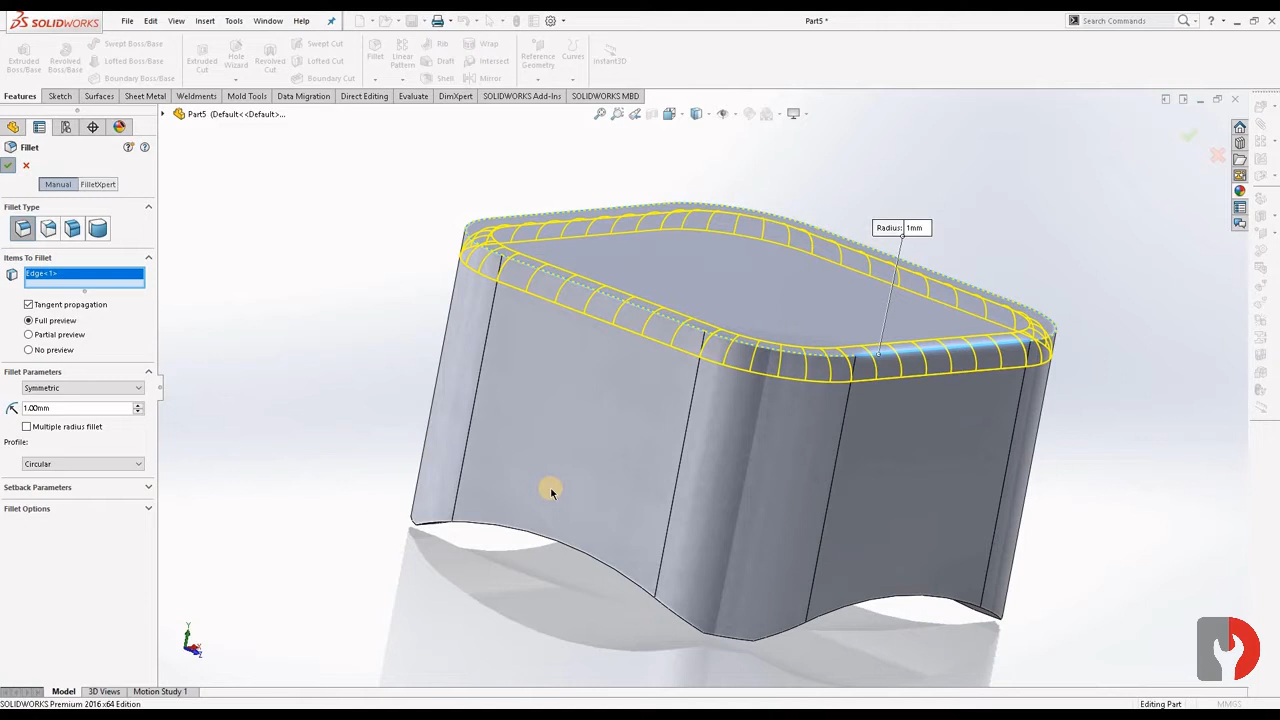 SOLIDWORKS File Edit View Insert Tools Window Help Part5 * Search Commands
Extruded Boss/Base Revolved Boss/Base Swept Boss/Base Extruded Cut Hole Wizard Revolved Cut Swept Cut Fillet Linear Pattern Rib Wrap Reference Geometry Curves Instant3D
Lofted Boss/Base Lofted Cut Draft Intersect
Boundary Boss/Base Boundary Cut Shell Mirror
Features Sketch Surfaces Sheet Metal Weldments Mold Tools Data Migration Direct Editing Evaluate DimXpert SOLIDWORKS Add-Ins SOLIDWORKS MBD
Part5 (Default<<Default>...
Fillet
Manual FilletXpert
Fillet Type
Items To Fillet
Edge<1>
Tangent propagation
Full preview
Partial preview
No preview
Fillet Parameters
Symmetric
1.00mm
Multiple radius fillet
Profile:
Circular
Setback Parameters
Fillet Options
Radius: 1mm
Y
X
Z
Model 3D Views Motion Study 1
SOLIDWORKS Premium 2016 x64 Edition Editing Part MMGS